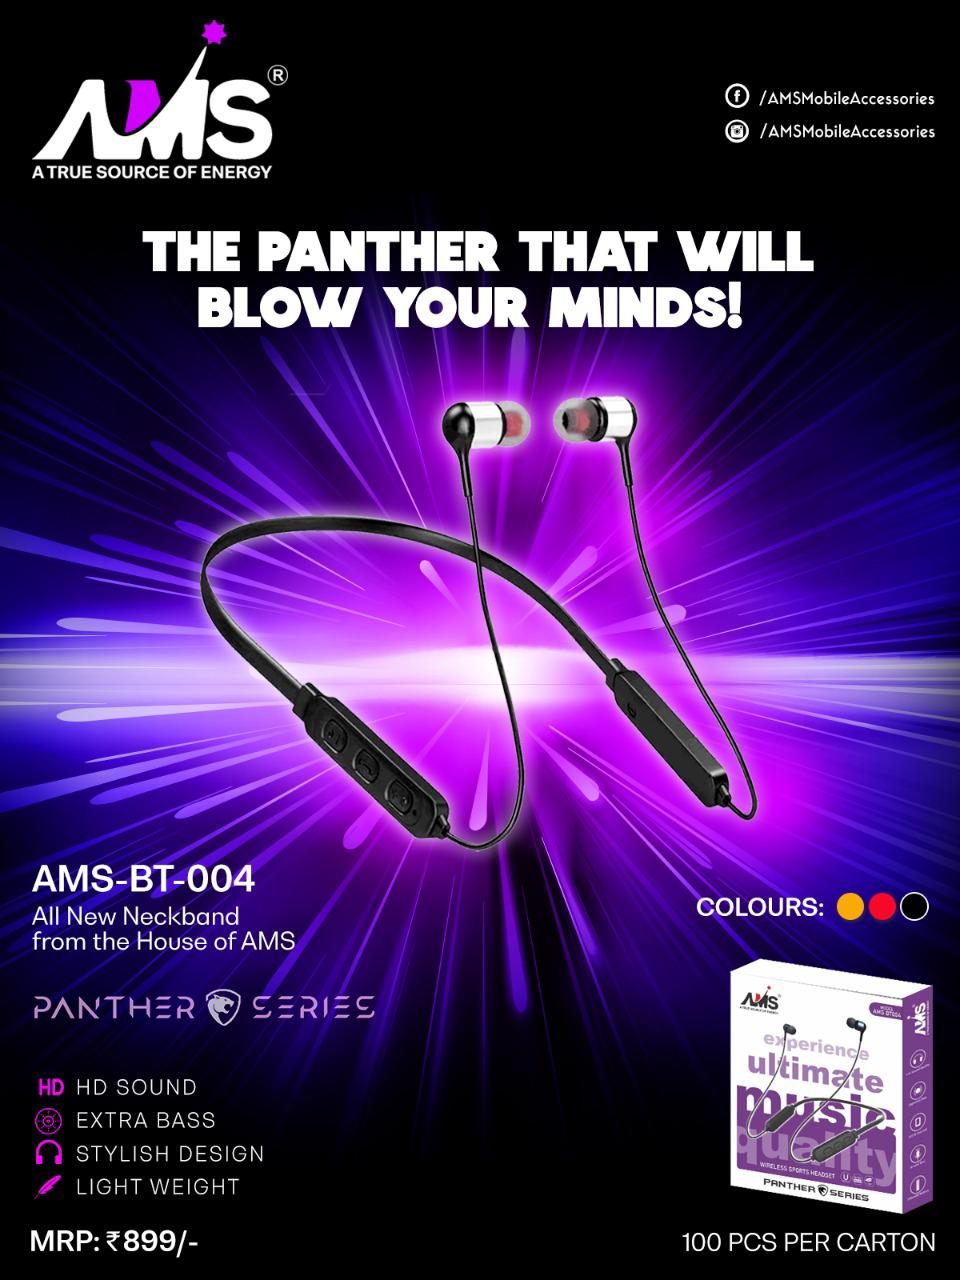 AMS®
A TRUE SOURCE OF ENERGY
/AMSMobileAccessories
/AMSMobileAccessories
THE PANTHER THAT WILL
BLOW YOUR MINDS!
AMS-BT-004
All New Neckband
from the House of AMS
PANTHER SERIES
HD HD SOUND
EXTRA BASS
STYLISH DESIGN
LIGHT WEIGHT
MRP: ₹899/-
COLOURS:
AMS
A TRUE SOURCE OF ENERGY
AMS BT004
AMS
experience
ultimate
music
quality
WIRELESS SPORTS HEADSET
PANTHER SERIES
100 PCS PER CARTON